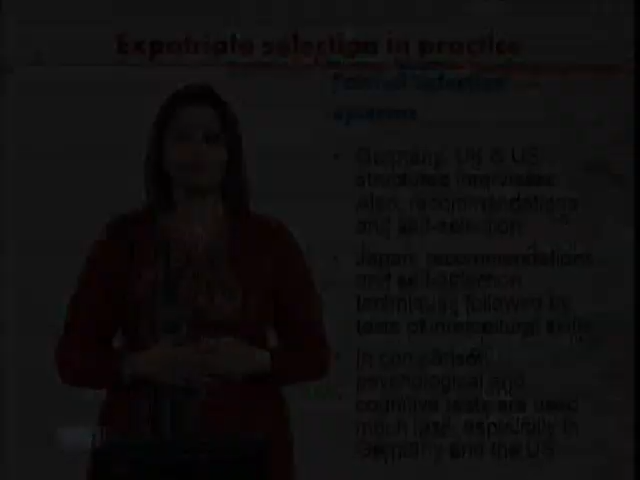 Expatriate selection in practice
Formal selection
systems
• Germany, UK & US:
structured interviews
also, recommendations
and self-selection
• Japan: recommendations
and self-selection
techniques followed by
tests of intercultural skills
• In comparison,
psychological and
cognitive tests are used
much less, especially in
Germany and the US